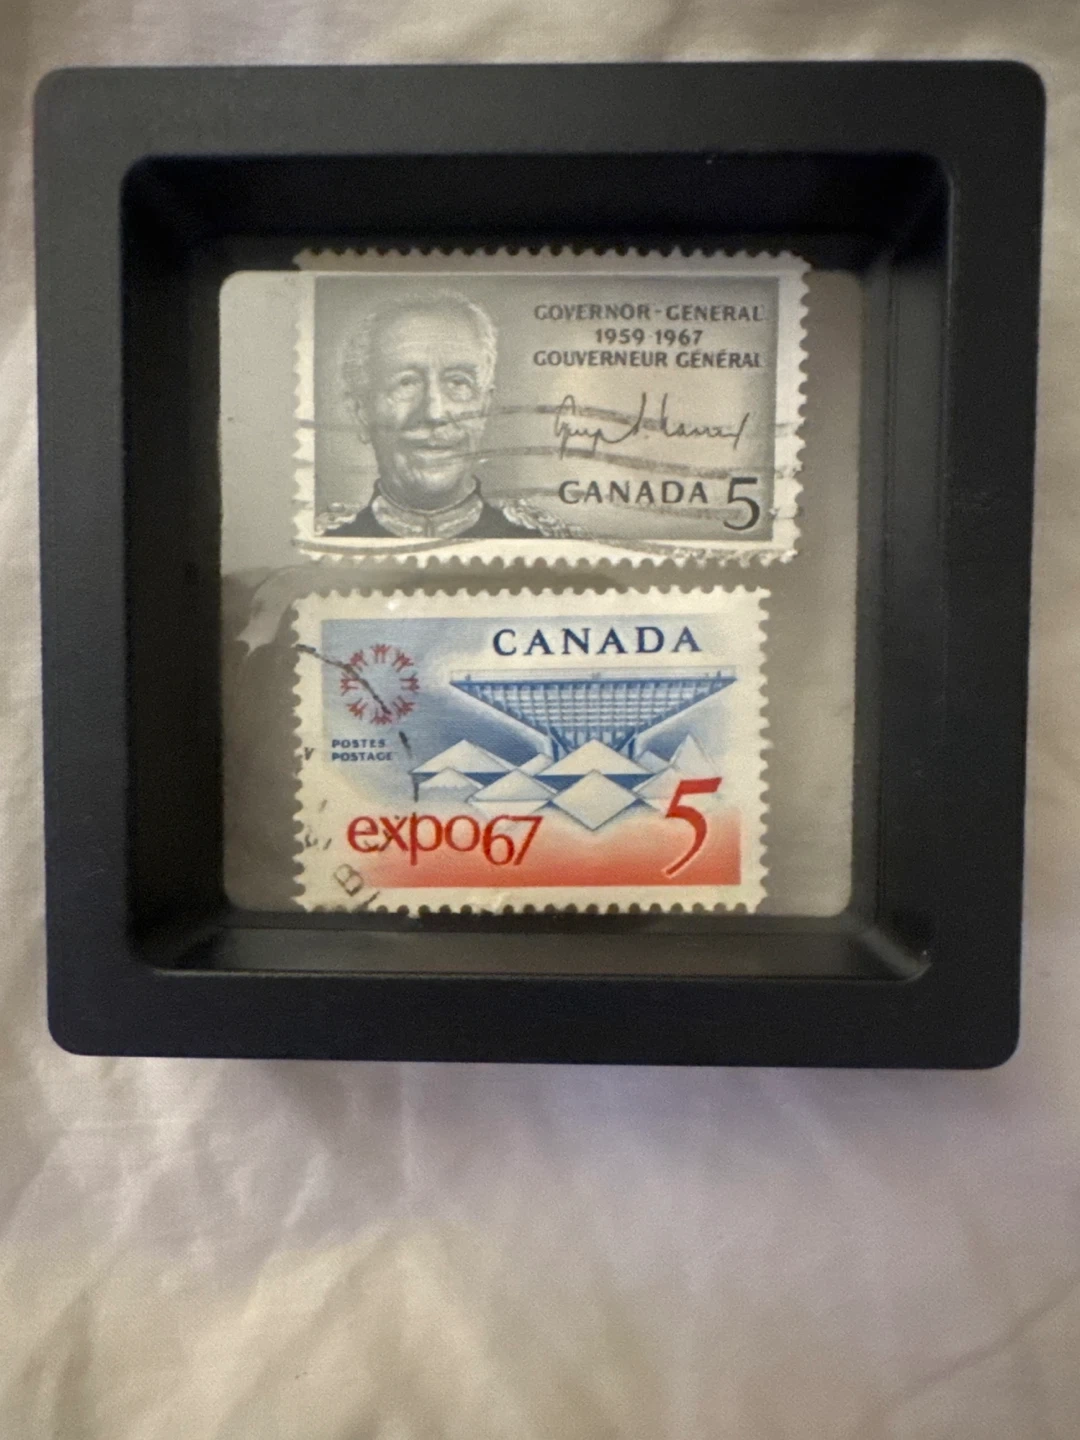 GOVERNOR-GENERAL
1959-1967
GOUVERNEUR GÉNÉRAL
CANADA 5
CANADA
POSTES
POSTAGE
expo67
5